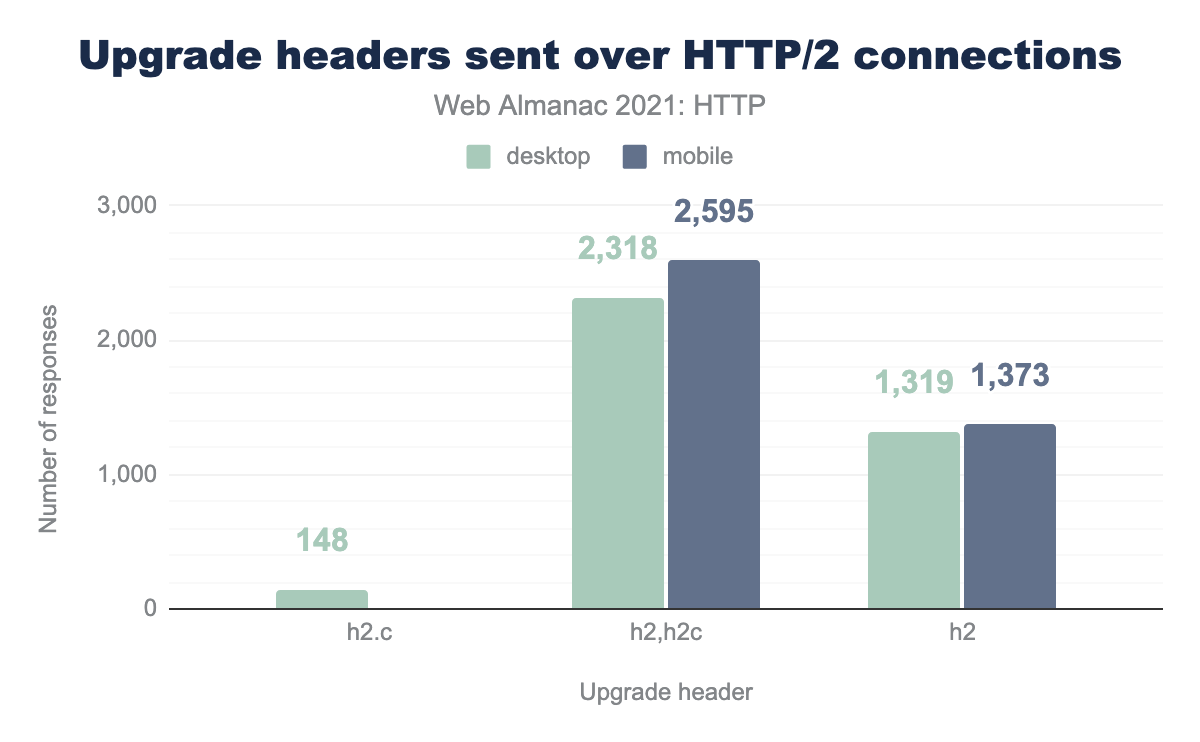 Upgrade headers sent over HTTP/2 connections
Web Almanac 2021: HTTP
desktop mobile
3,000
2,000
1,000
0
Number of responses
148
2,318
2,595
1,319
1,373
h2.c h2,h2c h2
Upgrade header